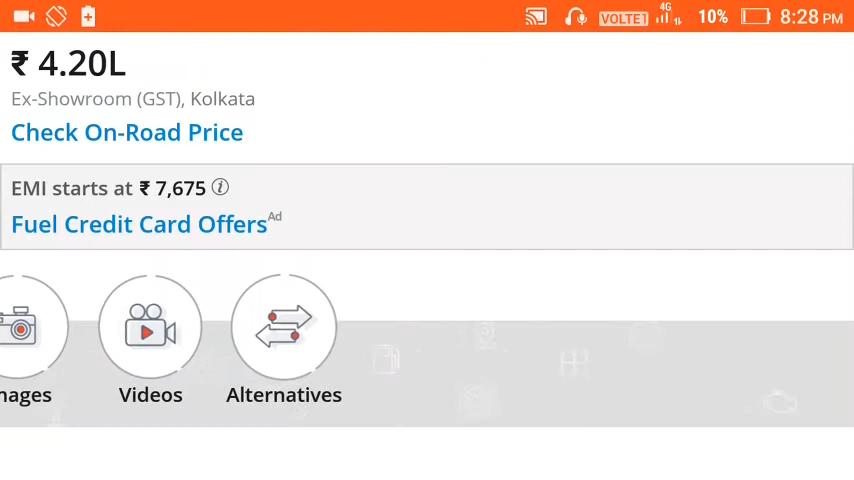 VOLTE1 4G 10% 8:28 PM
₹ 4.20L
Ex-Showroom (GST), Kolkata
Check On-Road Price
EMI starts at ₹ 7,675 i
Fuel Credit Card Offers Ad
mages Videos Alternatives